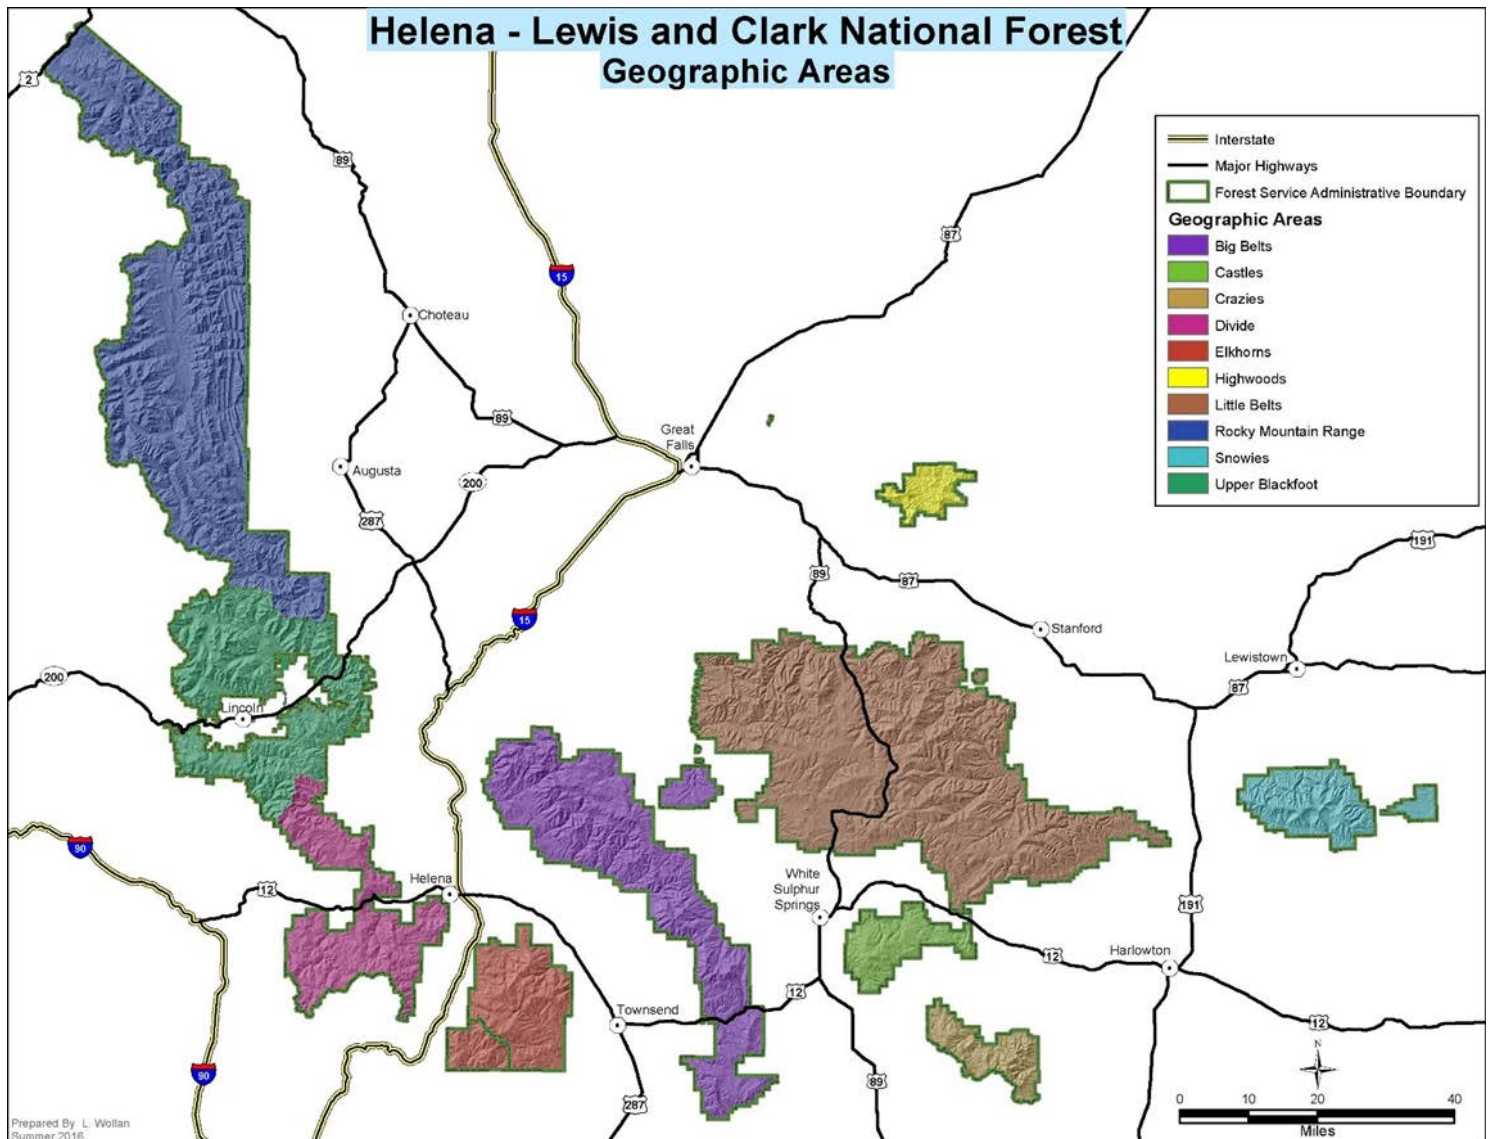 Helena - Lewis and Clark National Forest
Geographic Areas
Interstate
Major Highways
Forest Service Administrative Boundary
Geographic Areas
Big Belts
Castles
Crazies
Divide
Elkhorns
Highwoods
Little Belts
Rocky Mountain Range
Snowies
Upper Blackfoot
2
89
87
15
Choteau
89
Great
Falls
Augusta
200
287
191
89
87
15
Stanford
Lewistown
200
87
Lincoln
90
White
Sulphur
Springs
Helena
12
191
Harlowton
12
12
Townsend
12
90
89
287
N
0
10
20
40
Miles
Prepared By L. Wollan
Summer 2016